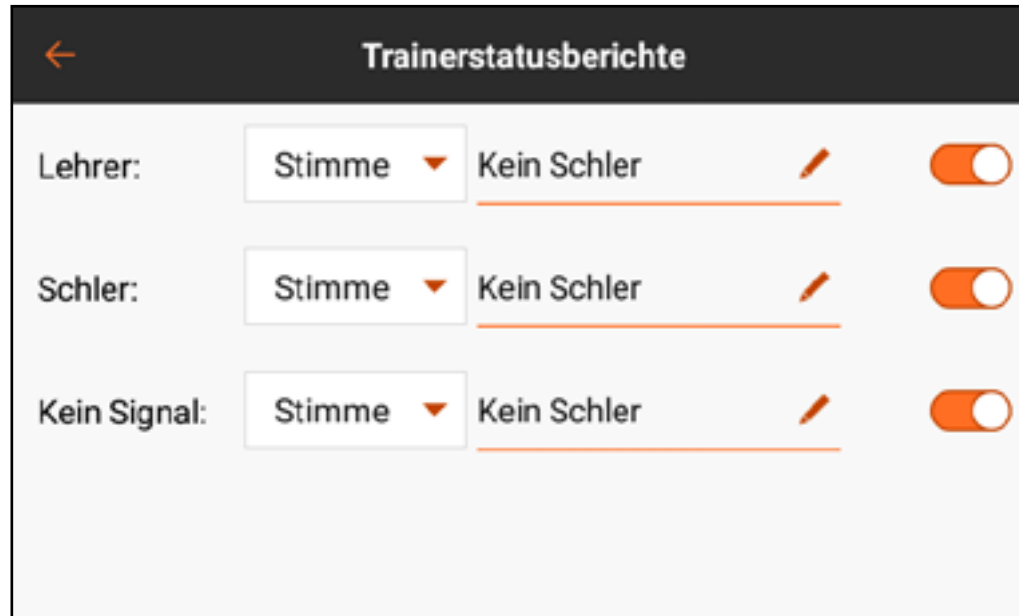 Trainerstatusberichte
Lehrer: Stimme Kein Schler
Schler: Stimme Kein Schler
Kein Signal: Stimme Kein Schler